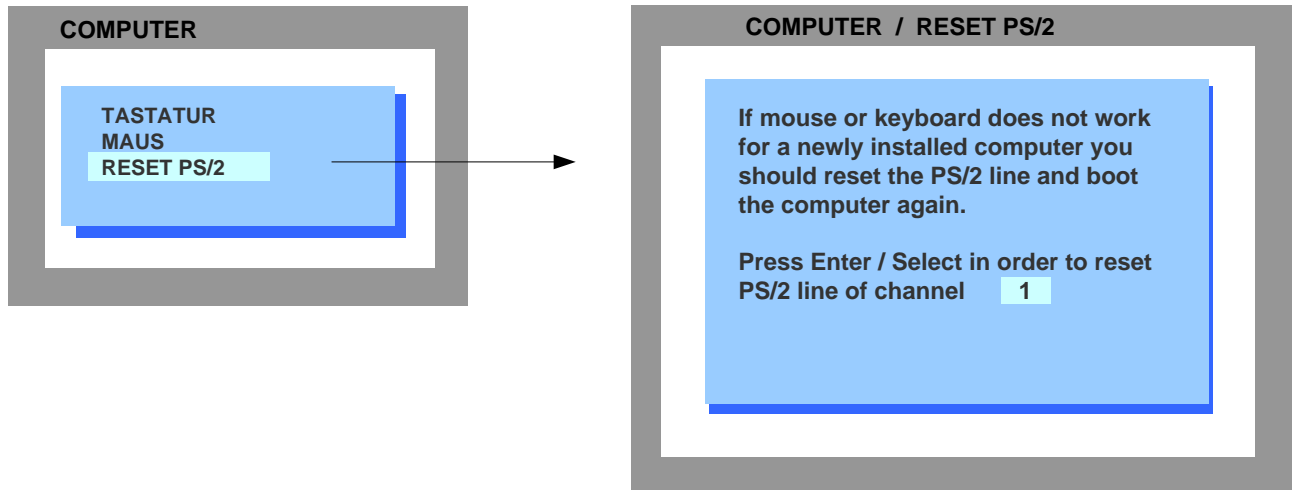 COMPUTER
TASTATUR
MAUS
RESET PS/2
COMPUTER / RESET PS/2
If mouse or keyboard does not work
for a newly installed computer you
should reset the PS/2 line and boot
the computer again.
Press Enter / Select in order to reset
PS/2 line of channel 1